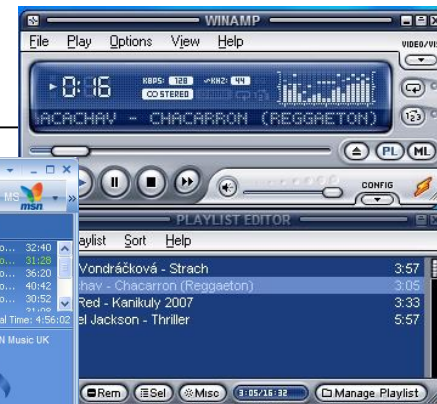 WINAMP
File Play Options View Help
VIDEO/VIS
0:16
KBPS: 128 KHZ: 44
CO STEREO
ACACHAV - CHACARRON (REGGAETON)
PL ML
CONFIG
PLAYLIST EDITOR
aylist Sort Help
Vondráčková - Strach 3:57
hav - Chacarron (Reggaeton) 3:05
Red - Kanikuly 2007 3:33
el Jackson - Thriller 5:57
Rem Sel Misc 3:05/16:32 Manage Playlist
MS msn
o... 32:40
o... 31:28
o... 36:20
o... 40:42
o... 30:52
al Time: 4:56:02
N Music UK